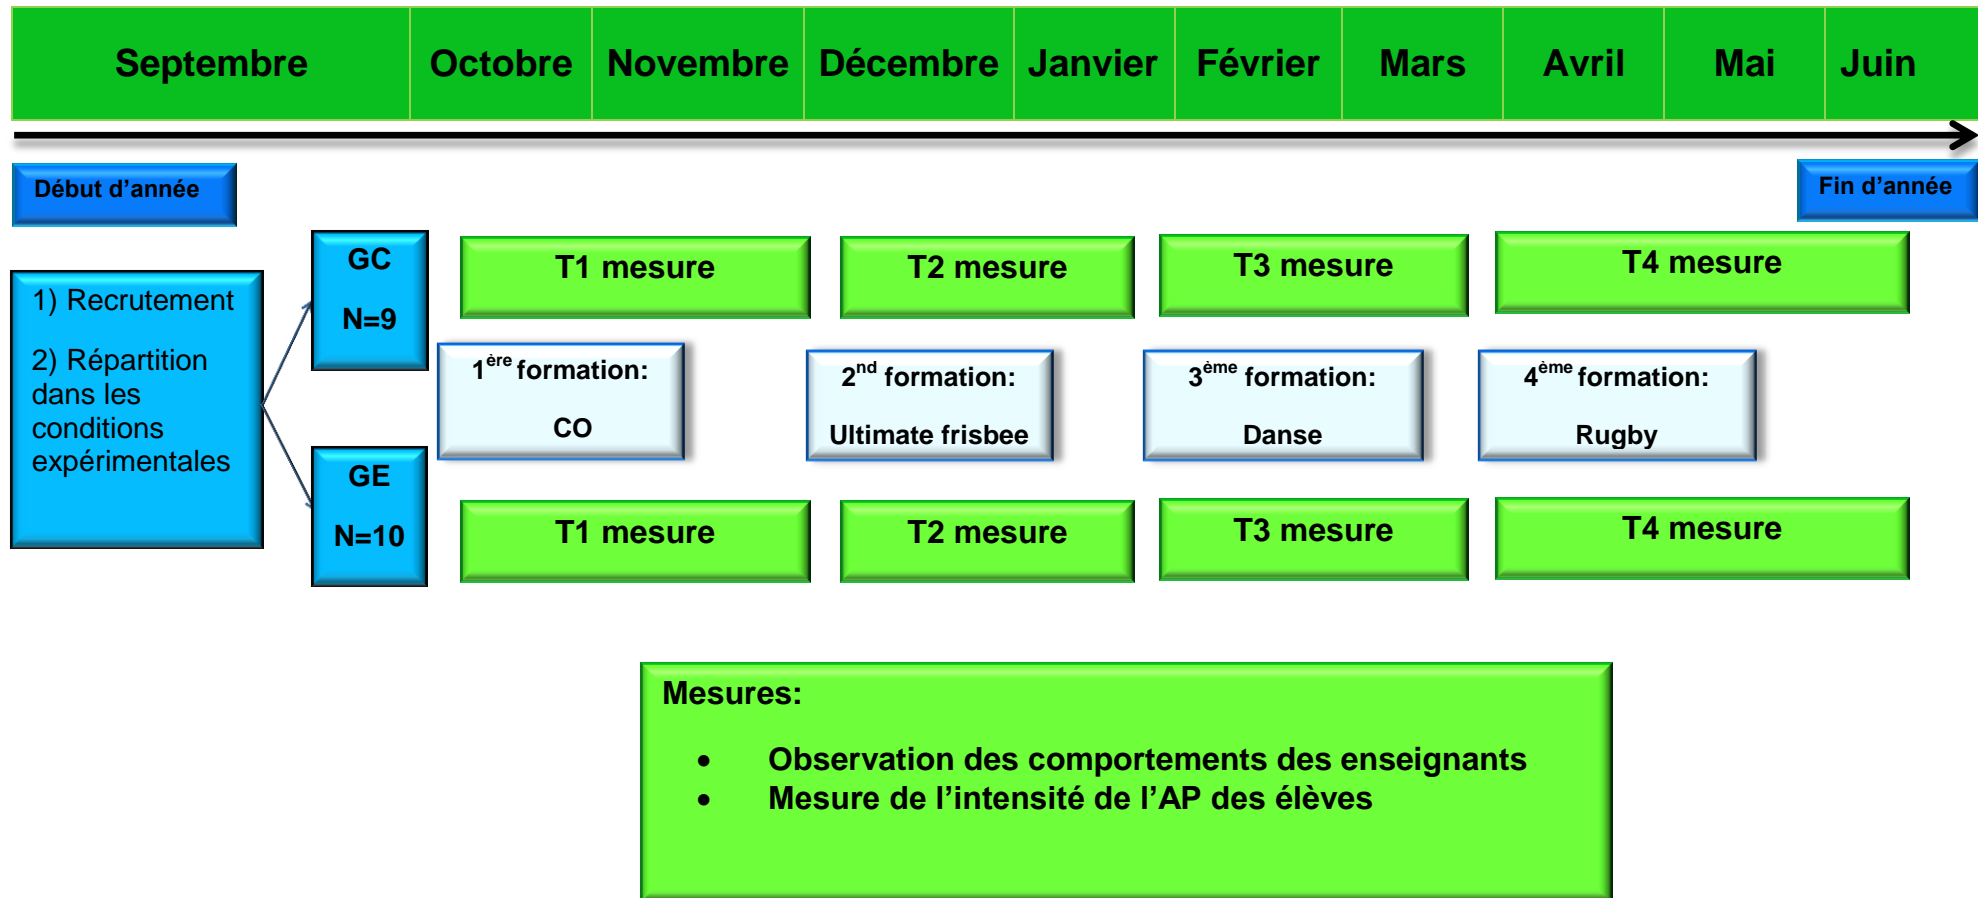 Septembre Octobre Novembre Décembre Janvier Février Mars Avril Mai Juin
Début d’année
Fin d’année
1) Recrutement
2) Répartition
dans les
conditions
expérimentales
GC
N=9
T1 mesure
T2 mesure
T3 mesure
T4 mesure
1ère formation:
CO
2nd formation:
Ultimate frisbee
3ème formation:
Danse
4ème formation:
Rugby
GE
N=10
T1 mesure
T2 mesure
T3 mesure
T4 mesure
Mesures:
• Observation des comportements des enseignants
• Mesure de l’intensité de l’AP des élèves